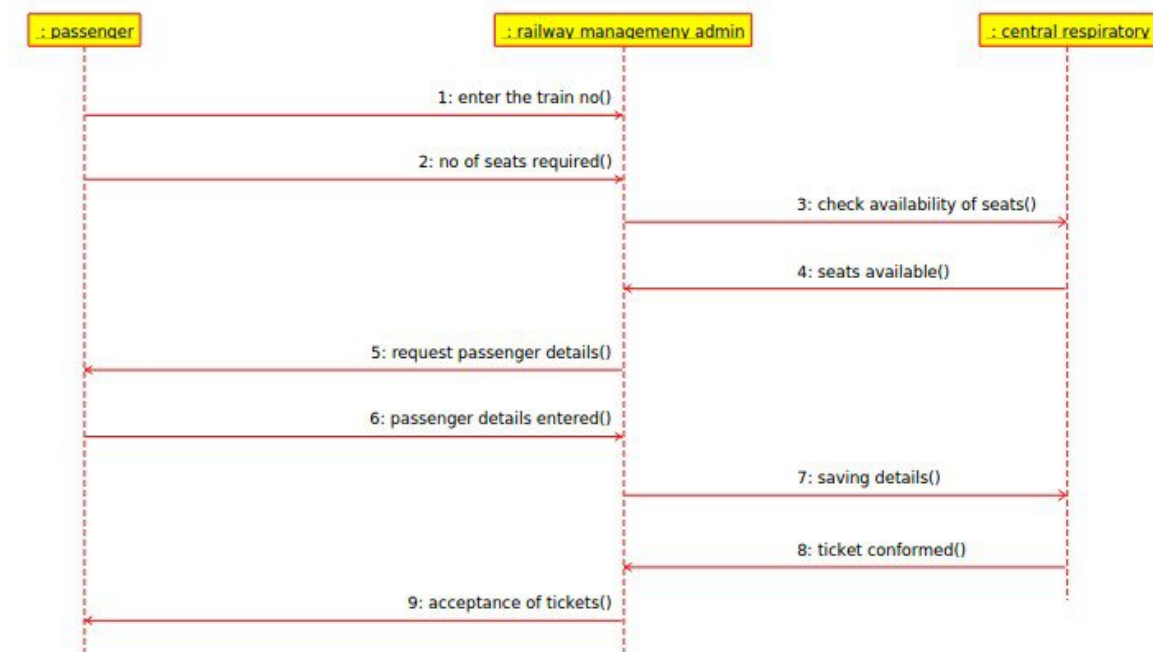 : passenger
: railway managemeny admin
: central respiratory
1: enter the train no()
2: no of seats required()
3: check availability of seats()
4: seats available()
5: request passenger details()
6: passenger details entered()
7: saving details()
8: ticket conformed()
9: acceptance of tickets()